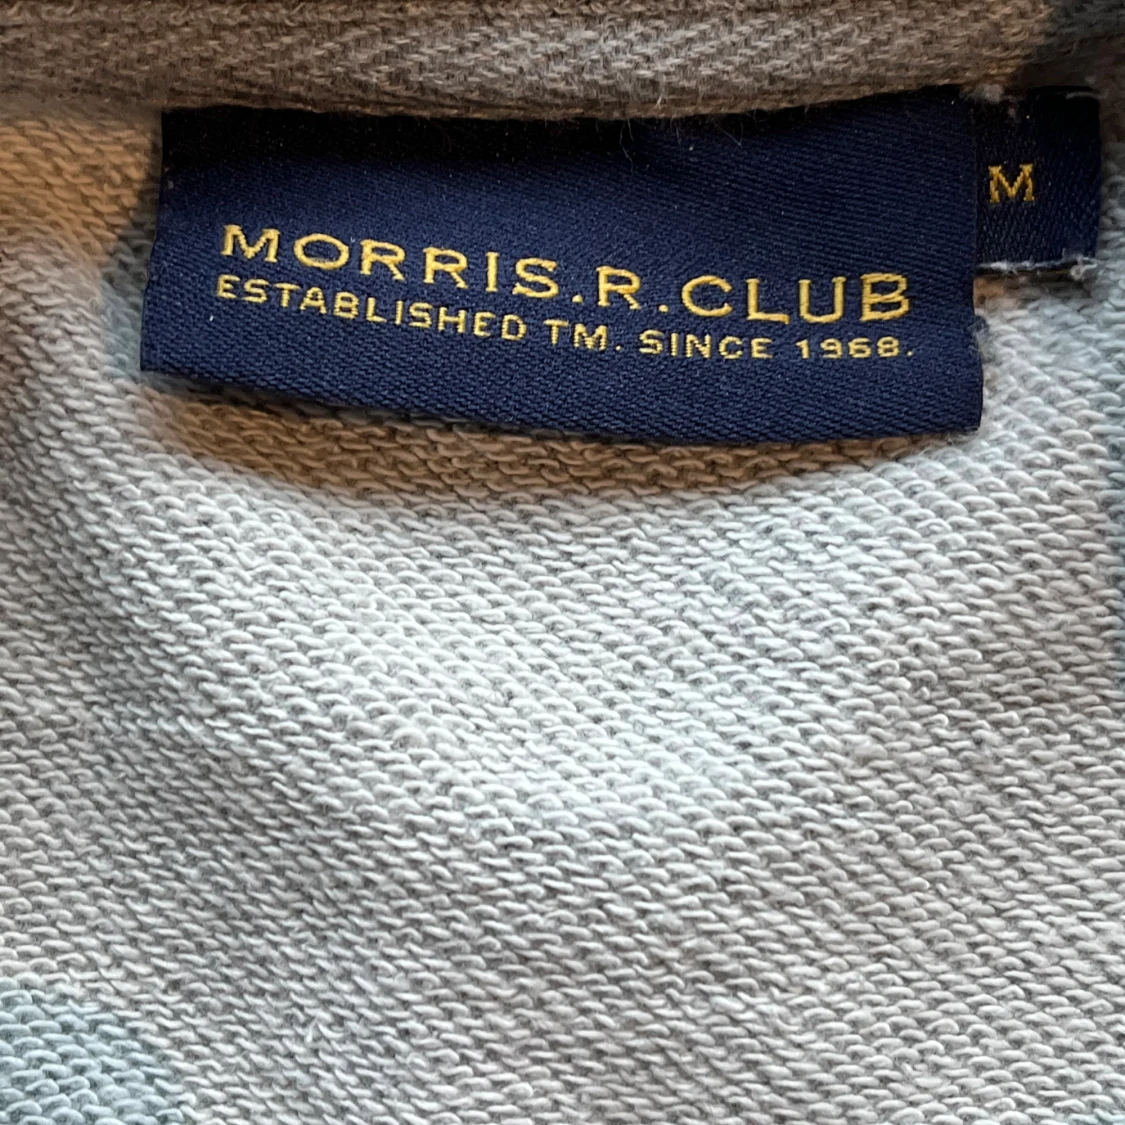 MORRIS.R.CLUB
ESTABLISHED TM. SINCE 1968.
M